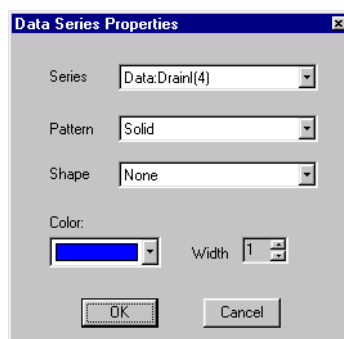 Data Series Properties
Series Data:DrainI(4)
Pattern Solid
Shape None
Color:
Width 1
OK Cancel